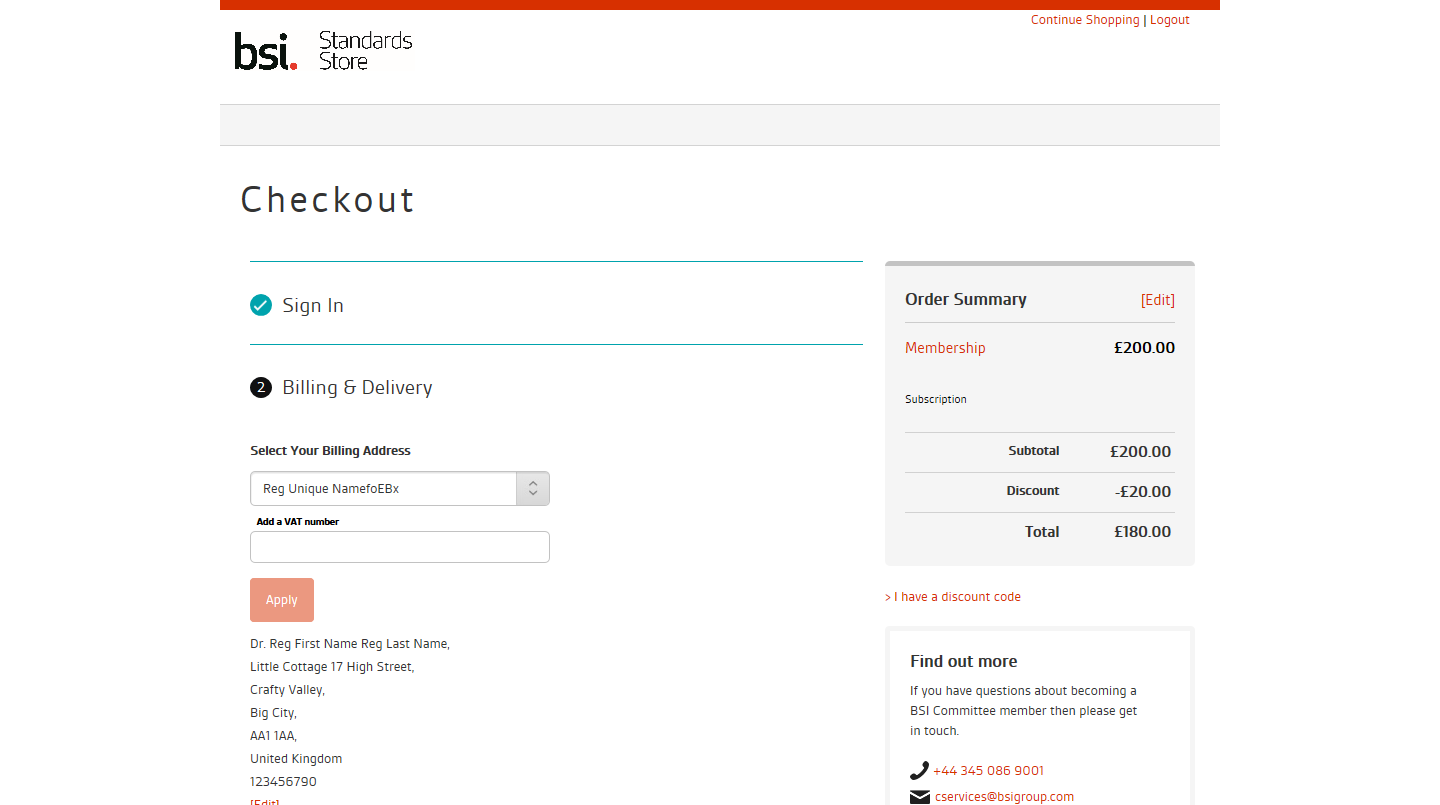 Continue Shopping | Logout
bsi. Standards
Store
Checkout
Sign In
2 Billing & Delivery
Select Your Billing Address
Reg Unique NamefoEBx
Add a VAT number
Apply
Dr. Reg First Name Reg Last Name,
Little Cottage 17 High Street,
Crafty Valley,
Big City,
AA1 1AA,
United Kingdom
123456790
[Edit]
Order Summary [Edit]
Membership £200.00
Subscription
Subtotal £200.00
Discount -£20.00
Total £180.00
> I have a discount code
Find out more
If you have questions about becoming a
BSI Committee member then please get
in touch.
+44 345 086 9001
cservices@bsigroup.com